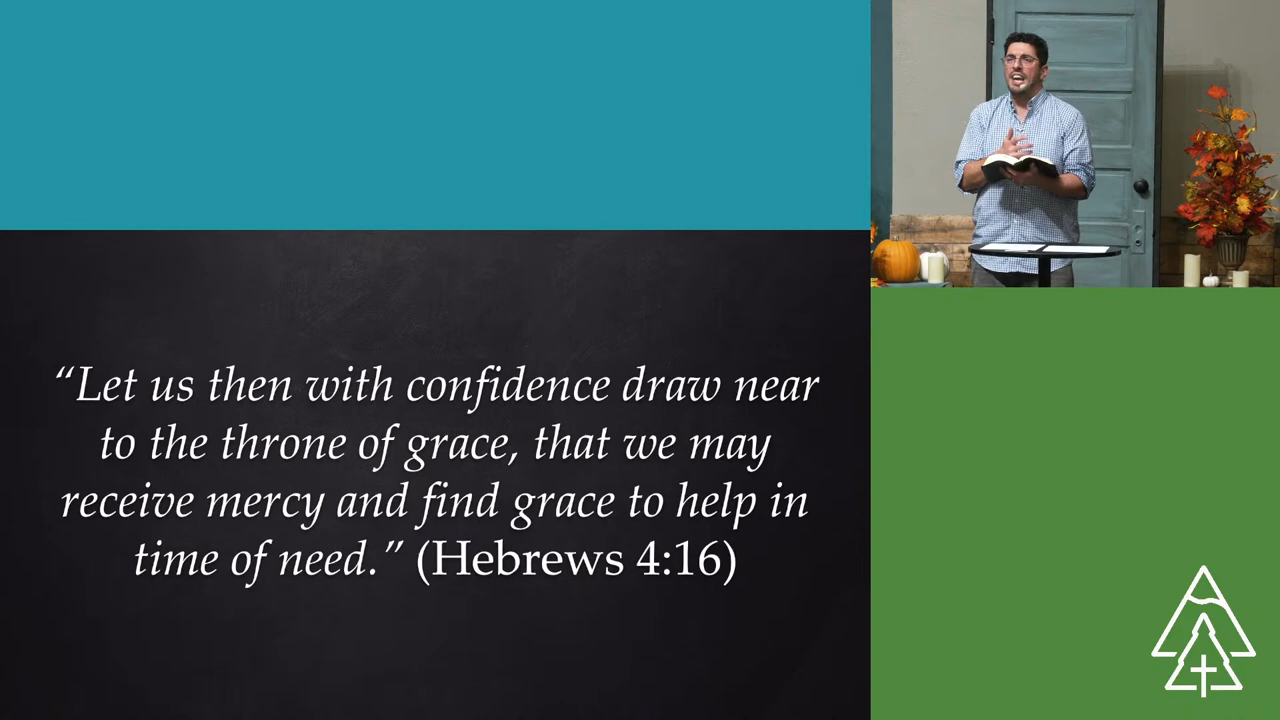 “Let us then with confidence draw near
to the throne of grace, that we may
receive mercy and find grace to help in
time of need.” (Hebrews 4:16)